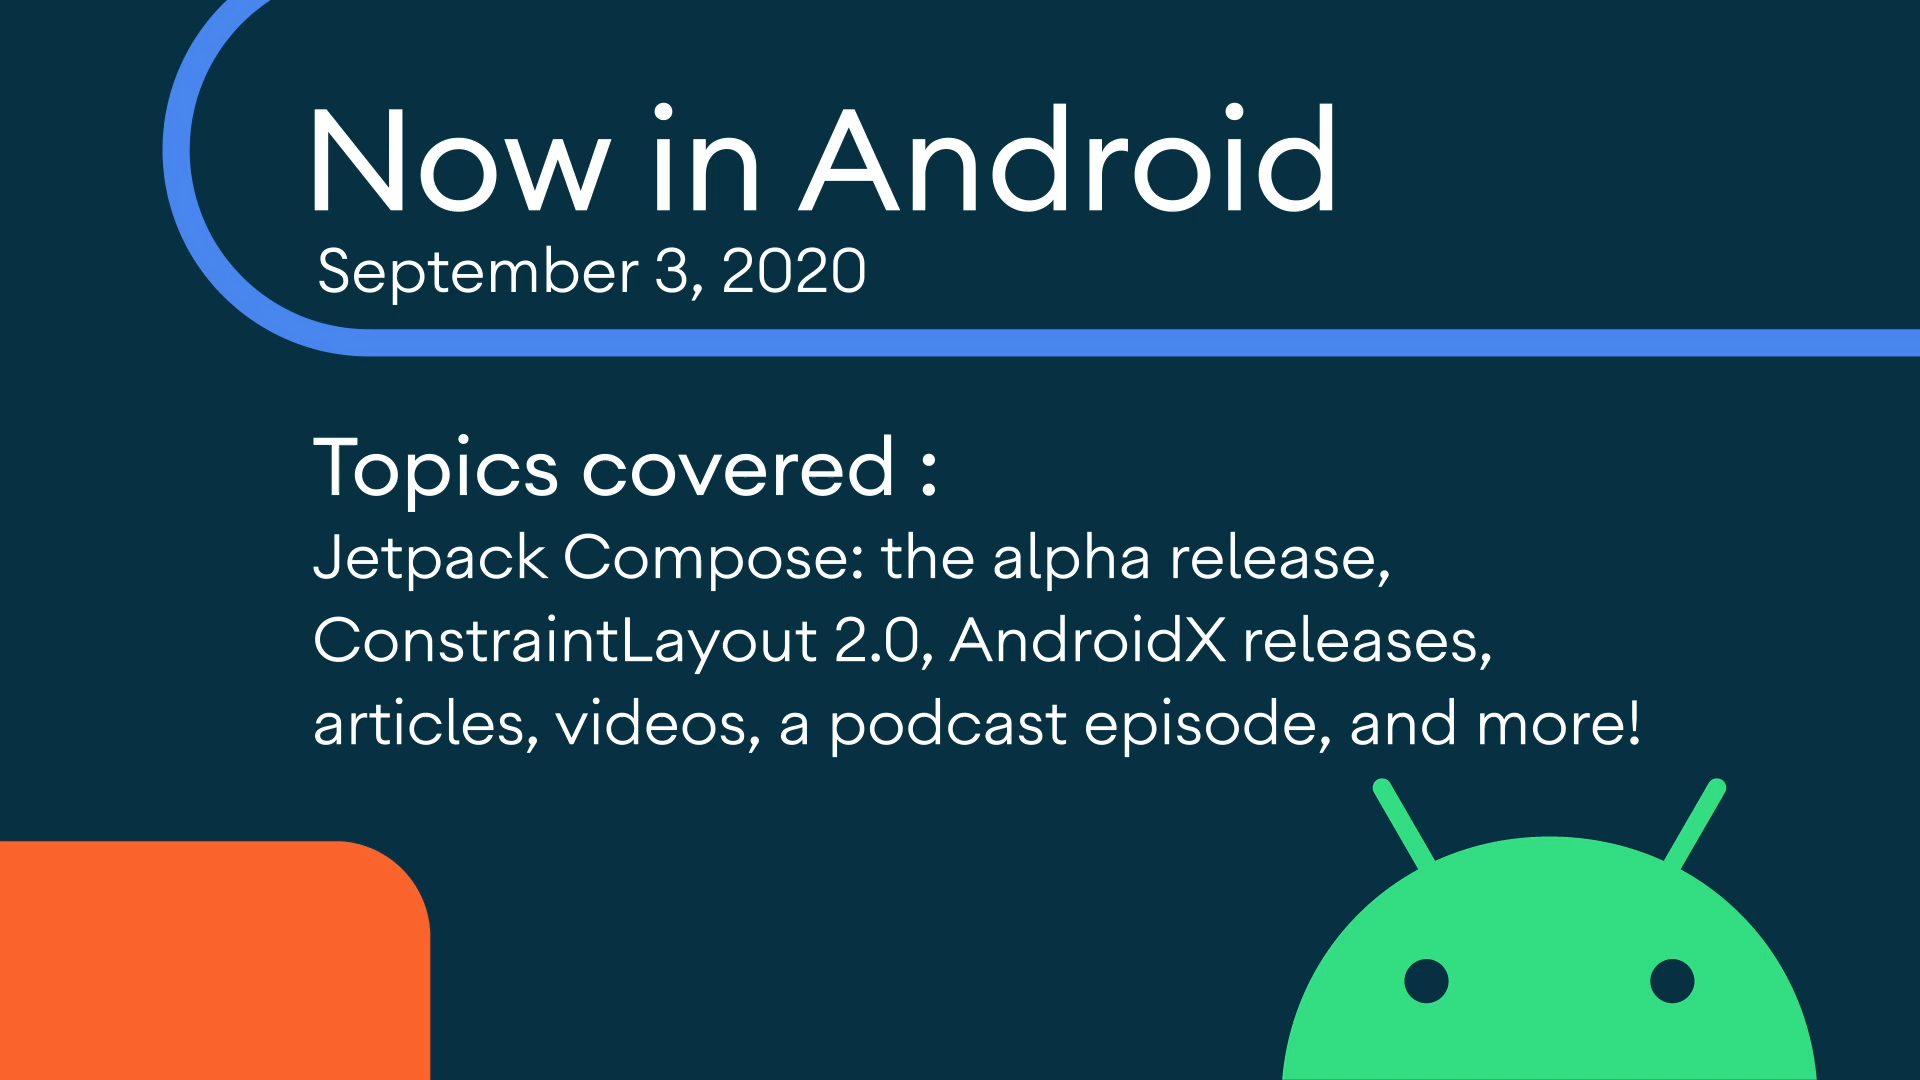 Now in Android
September 3, 2020
Topics covered :
Jetpack Compose: the alpha release,
ConstraintLayout 2.0, AndroidX releases,
articles, videos, a podcast episode, and more!